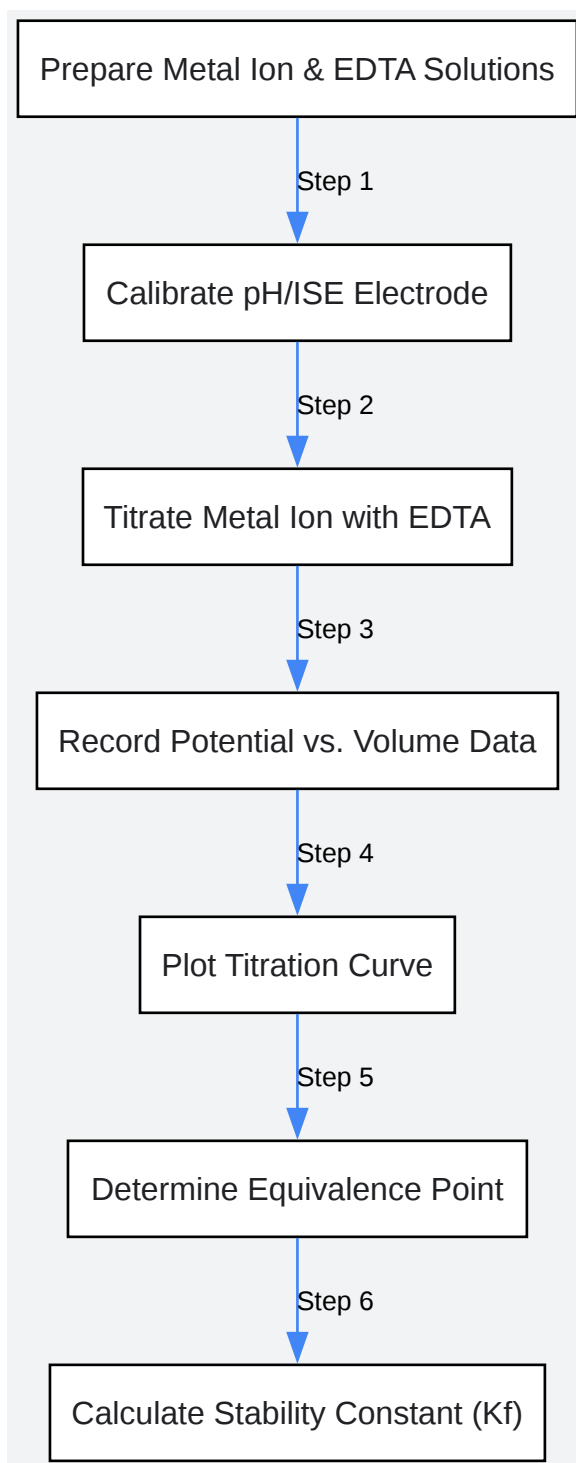 Prepare Metal Ion & EDTA Solutions
Step 1
Calibrate pH/ISE Electrode
Step 2
Titrate Metal Ion with EDTA
Step 3
Record Potential vs. Volume Data
Step 4
Plot Titration Curve
Step 5
Determine Equivalence Point
Step 6
Calculate Stability Constant (Kf)